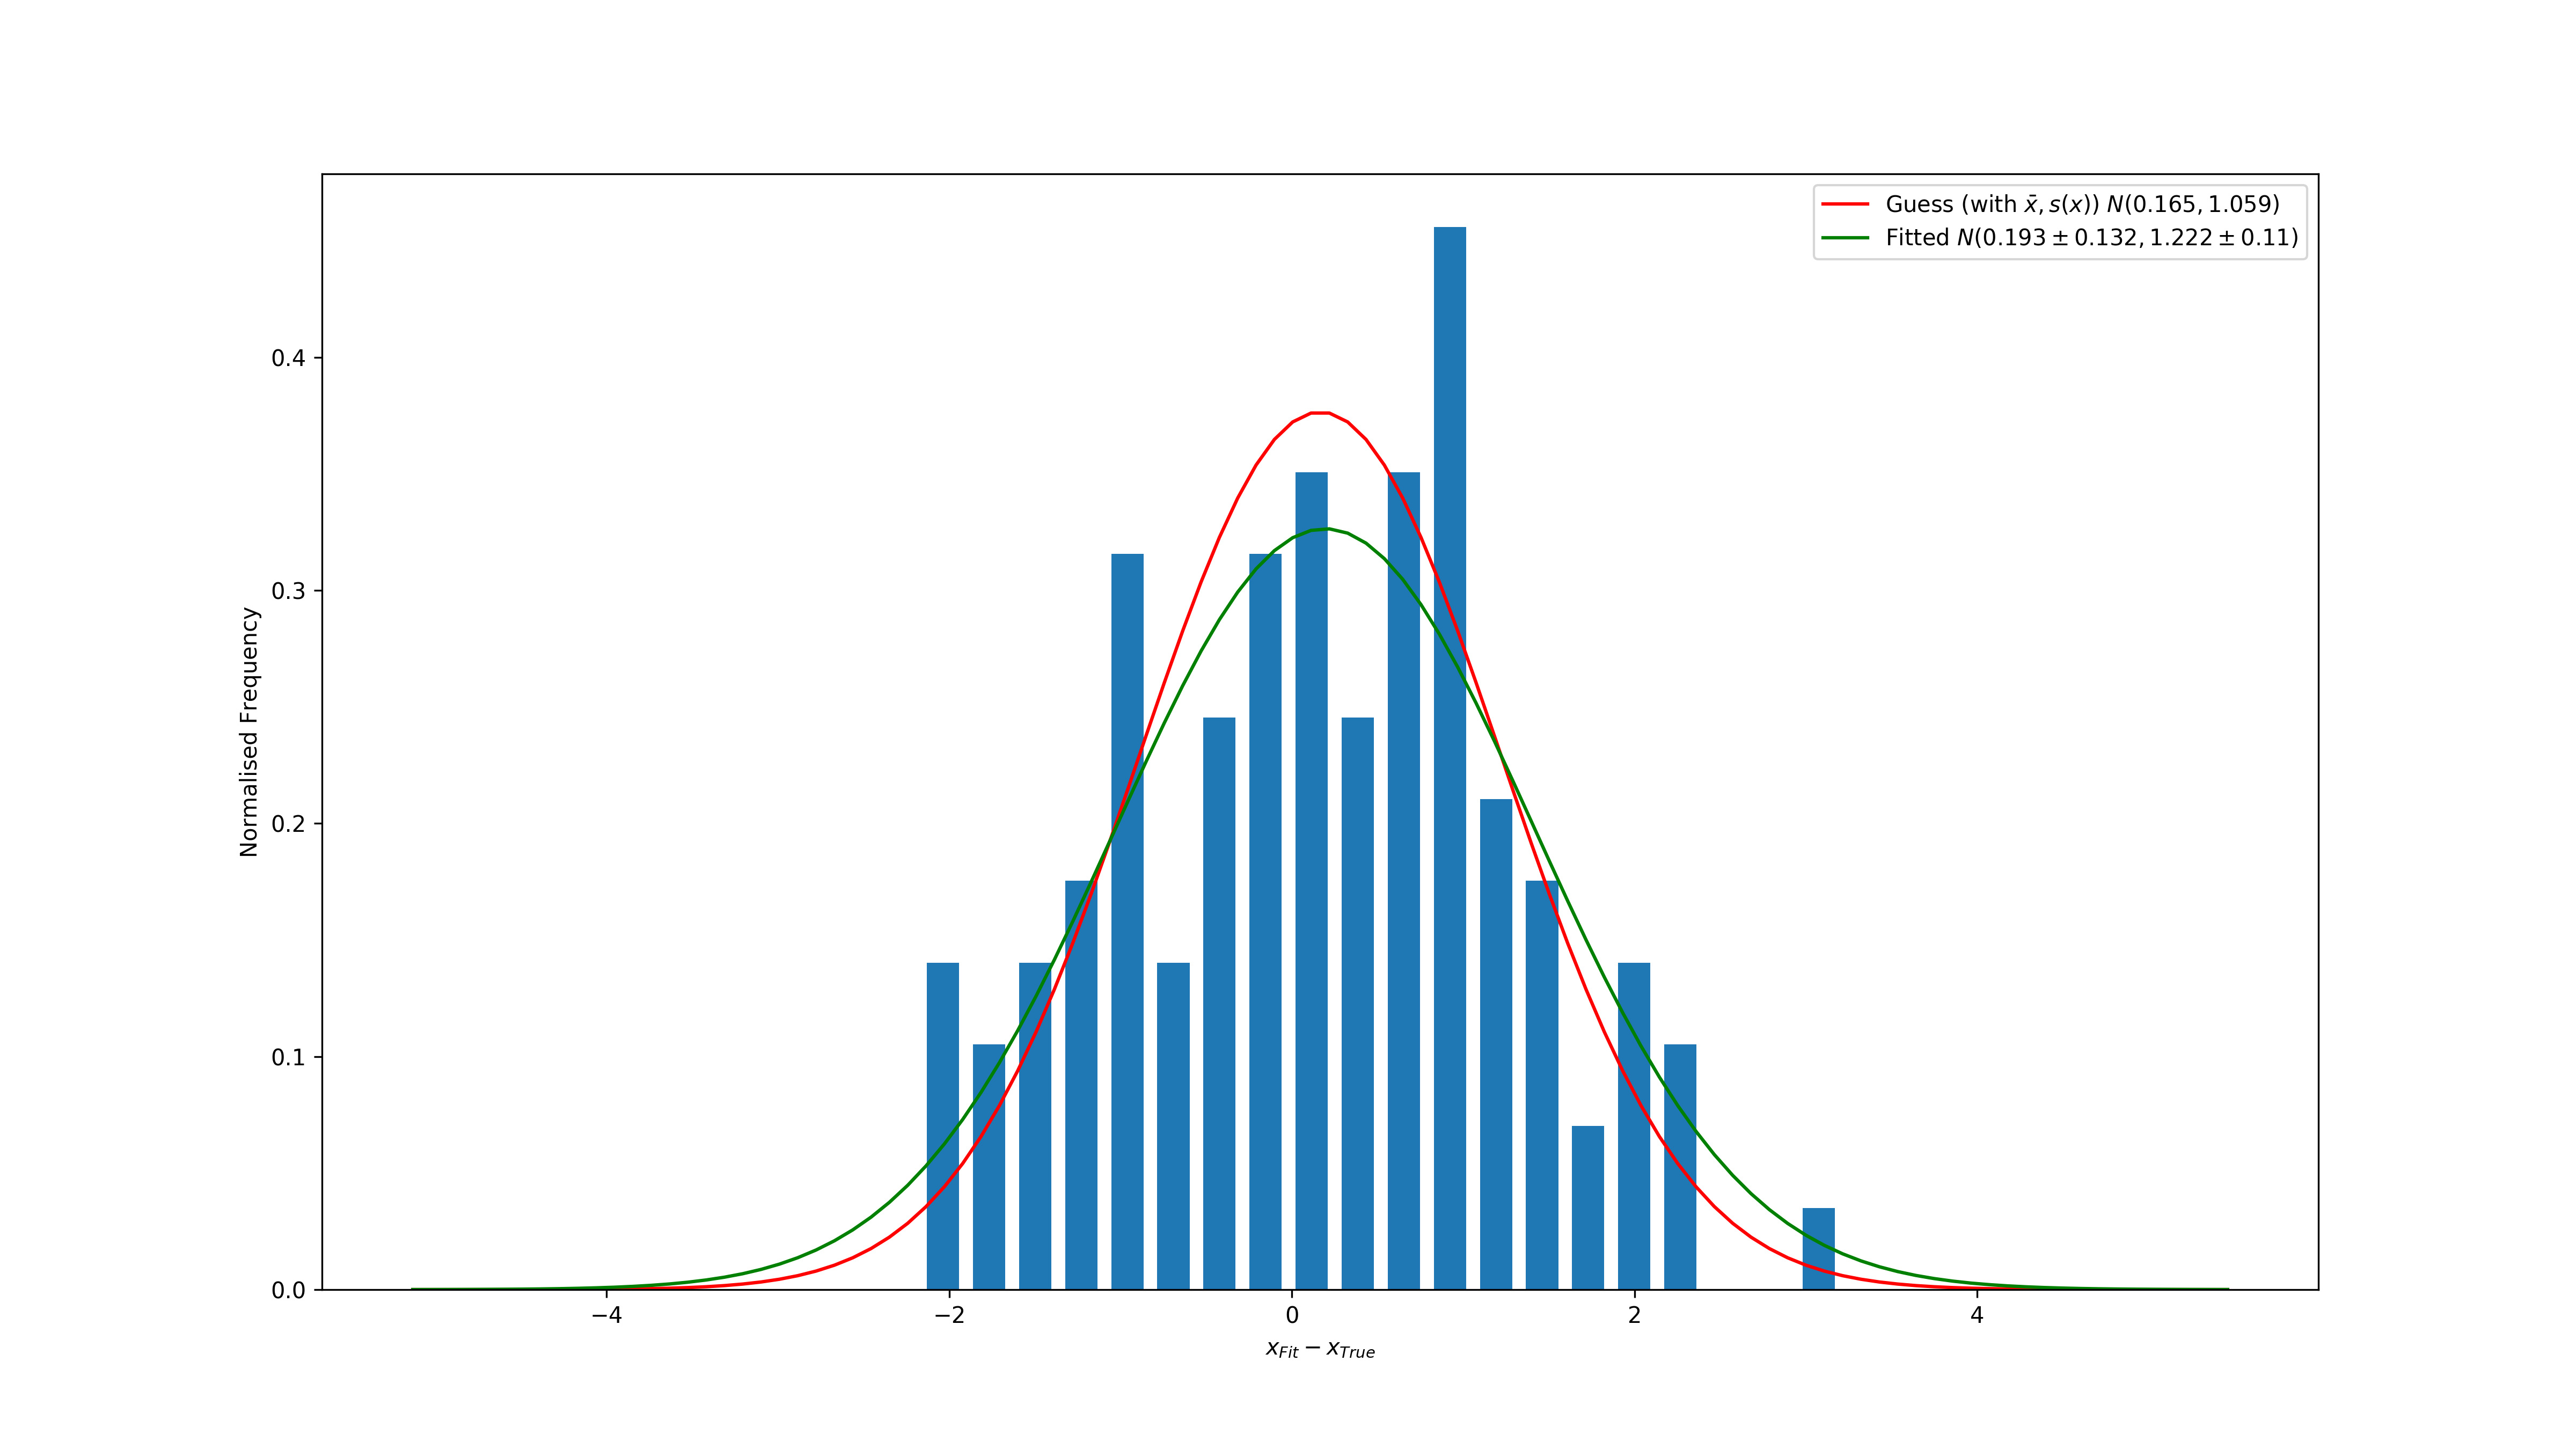 Guess (with x̄, s(x)) N(0.165, 1.059)
Fitted N(0.193 ± 0.132, 1.222 ± 0.11)
0.4
0.3
0.2
0.1
0.0
Normalised Frequency
−4 −2 0 2 4
x_Fit − x_True